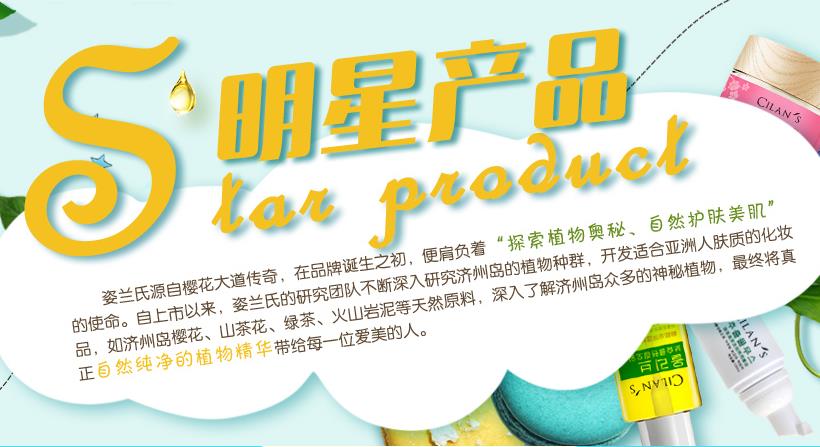 明星产品
Star product
姿兰氏源自樱花大道传奇，在品牌诞生之初，便肩负着“探索植物奥秘、自然护肤美肌”
的使命。自上市以来，姿兰氏的研究团队不断深入研究济州岛的植物种群，开发适合亚洲人肤质的化妆
品，如济州岛樱花、山茶花、绿茶、火山岩泥等天然原料，深入了解济州岛众多的神秘植物，最终将真
正自然纯净的植物精华带给每一位爱美的人。
CILAN'S
CILAN'S
CILAN'S